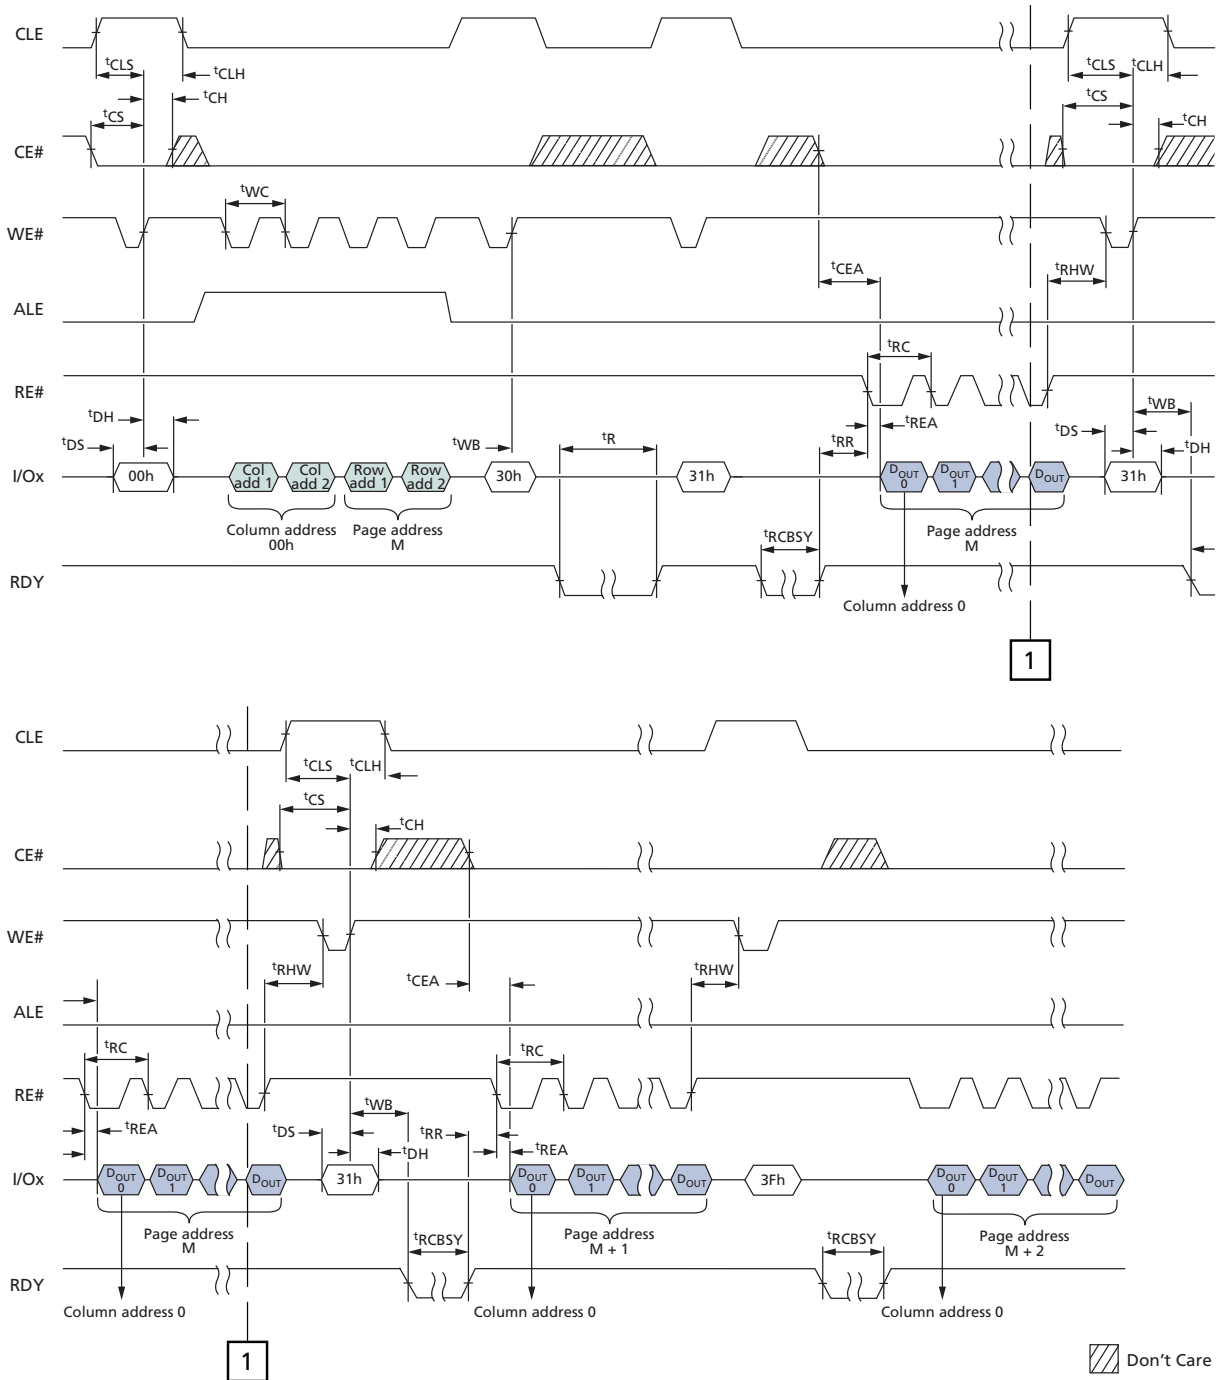 CLE
tCLS
tCLH
tCLS
tCLH
tCH
tCS
tCS
tCH
CE#
tWC
WE#
tCEA
tRHW
ALE
tRC
RE#
tDH
tWB
tREA
tDS
tWB
tR
tRR
tDS
tDH
I/Ox
00h
Col
add 1
Col
add 2
Row
add 1
Row
add 2
30h
31h
DOUT
0
DOUT
1
DOUT
31h
Column address
00h
Page address
M
Page address
M
tRCBSY
RDY
Column address 0
1
CLE
tCLS
tCLH
tCS
tCH
CE#
WE#
tRHW
tCEA
tRHW
ALE
tRC
tRC
RE#
tWB
tREA
tDS
tRR
tDH
tREA
I/Ox
DOUT
0
DOUT
1
DOUT
31h
DOUT
0
DOUT
1
DOUT
3Fh
DOUT
0
DOUT
1
DOUT
Page address
M
Page address
M + 1
Page address
M + 2
tRCBSY
tRCBSY
RDY
Column address 0
Column address 0
Column address 0
1
Don't Care